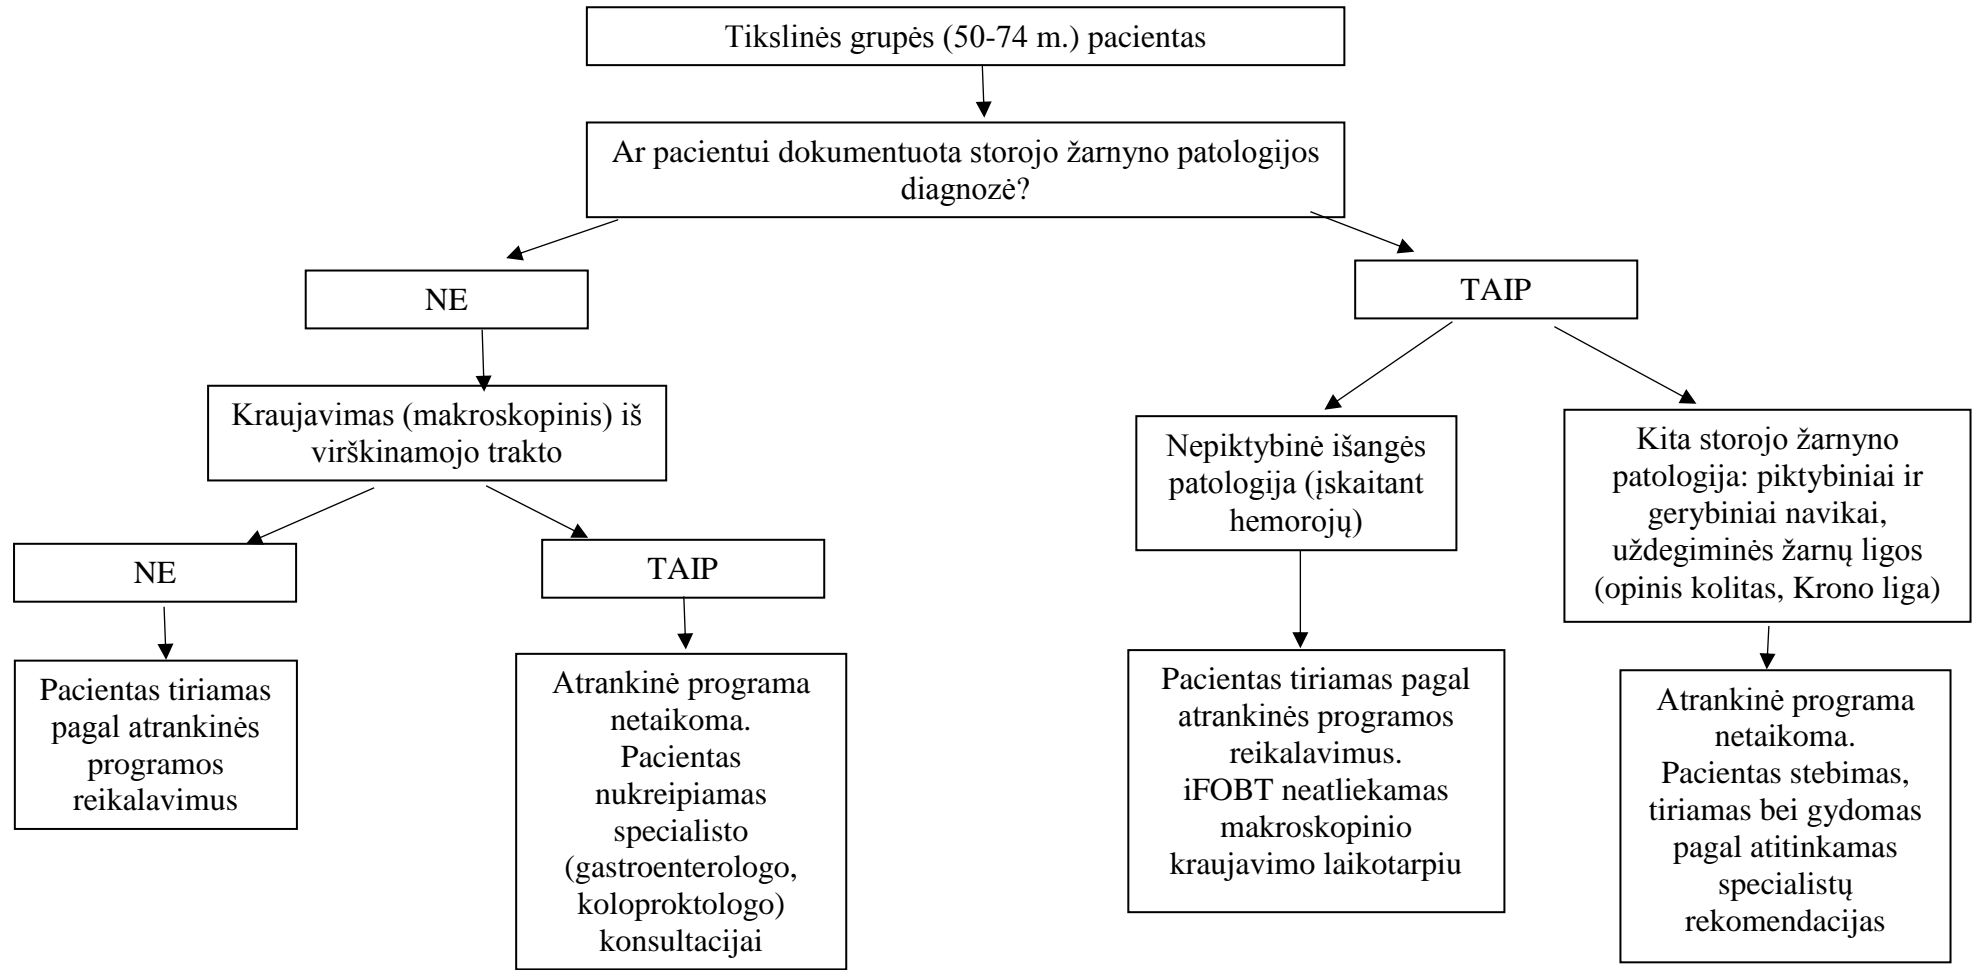 Tikslinės grupės (50-74 m.) pacientas
Ar pacientui dokumentuota storojo žarnyno patologijos
diagnozė?
NE
TAIP
Kraujavimas (makroskopinis) iš
virškinamojo trakto
Nepiktybinė išangės
patologija (įskaitant
hemorojų)
Kita storojo žarnyno
patologija: piktybiniai ir
gerybiniai navikai,
uždegiminės žarnų ligos
(opinis kolitas, Krono liga)
NE
TAIP
Pacientas tiriamas
pagal atrankinės
programos
reikalavimus
Atrankinė programa
netaikoma.
Pacientas
nukreipiamas
specialisto
(gastroenterologo,
koloproktologo)
konsultacijai
Pacientas tiriamas pagal
atrankinės programos
reikalavimus.
iFOBT neatliekamas
makroskopinio
kraujavimo laikotarpiu
Atrankinė programa
netaikoma.
Pacientas stebimas,
tiriamas bei gydomas
pagal atitinkamas
specialistų
rekomendacijas